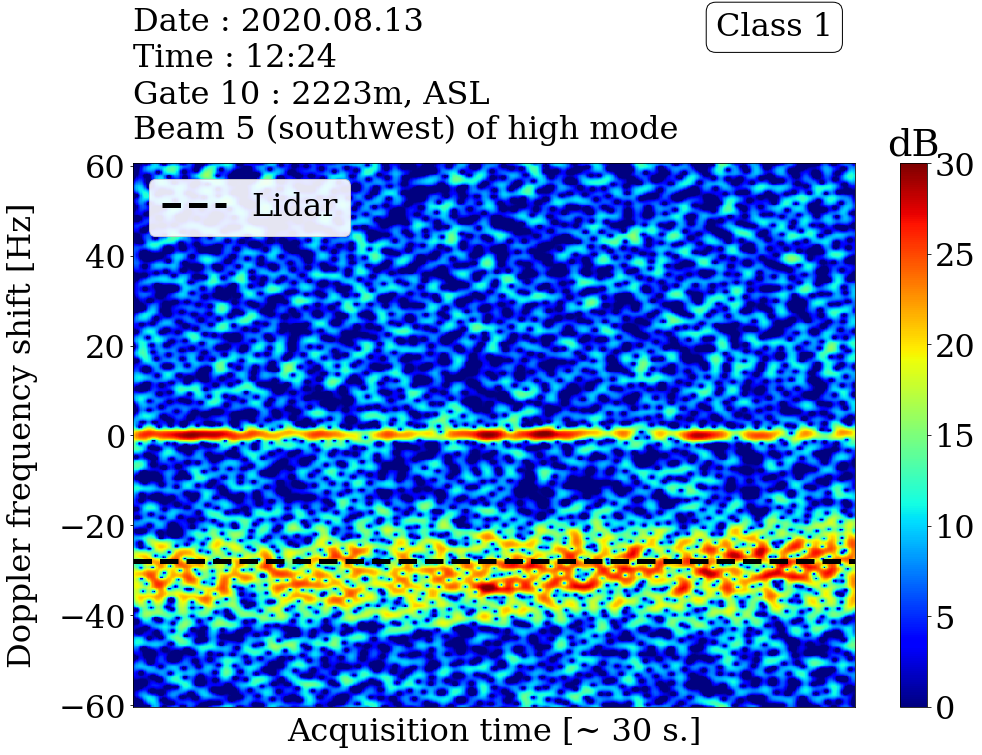 Date : 2020.08.13
Time : 12:24
Gate 10 : 2223m, ASL
Beam 5 (southwest) of high mode
Class 1
dB
Lidar
Doppler frequency shift [Hz]
60
40
20
0
−20
−40
−60
Acquisition time [~ 30 s.]
30
25
20
15
10
5
0